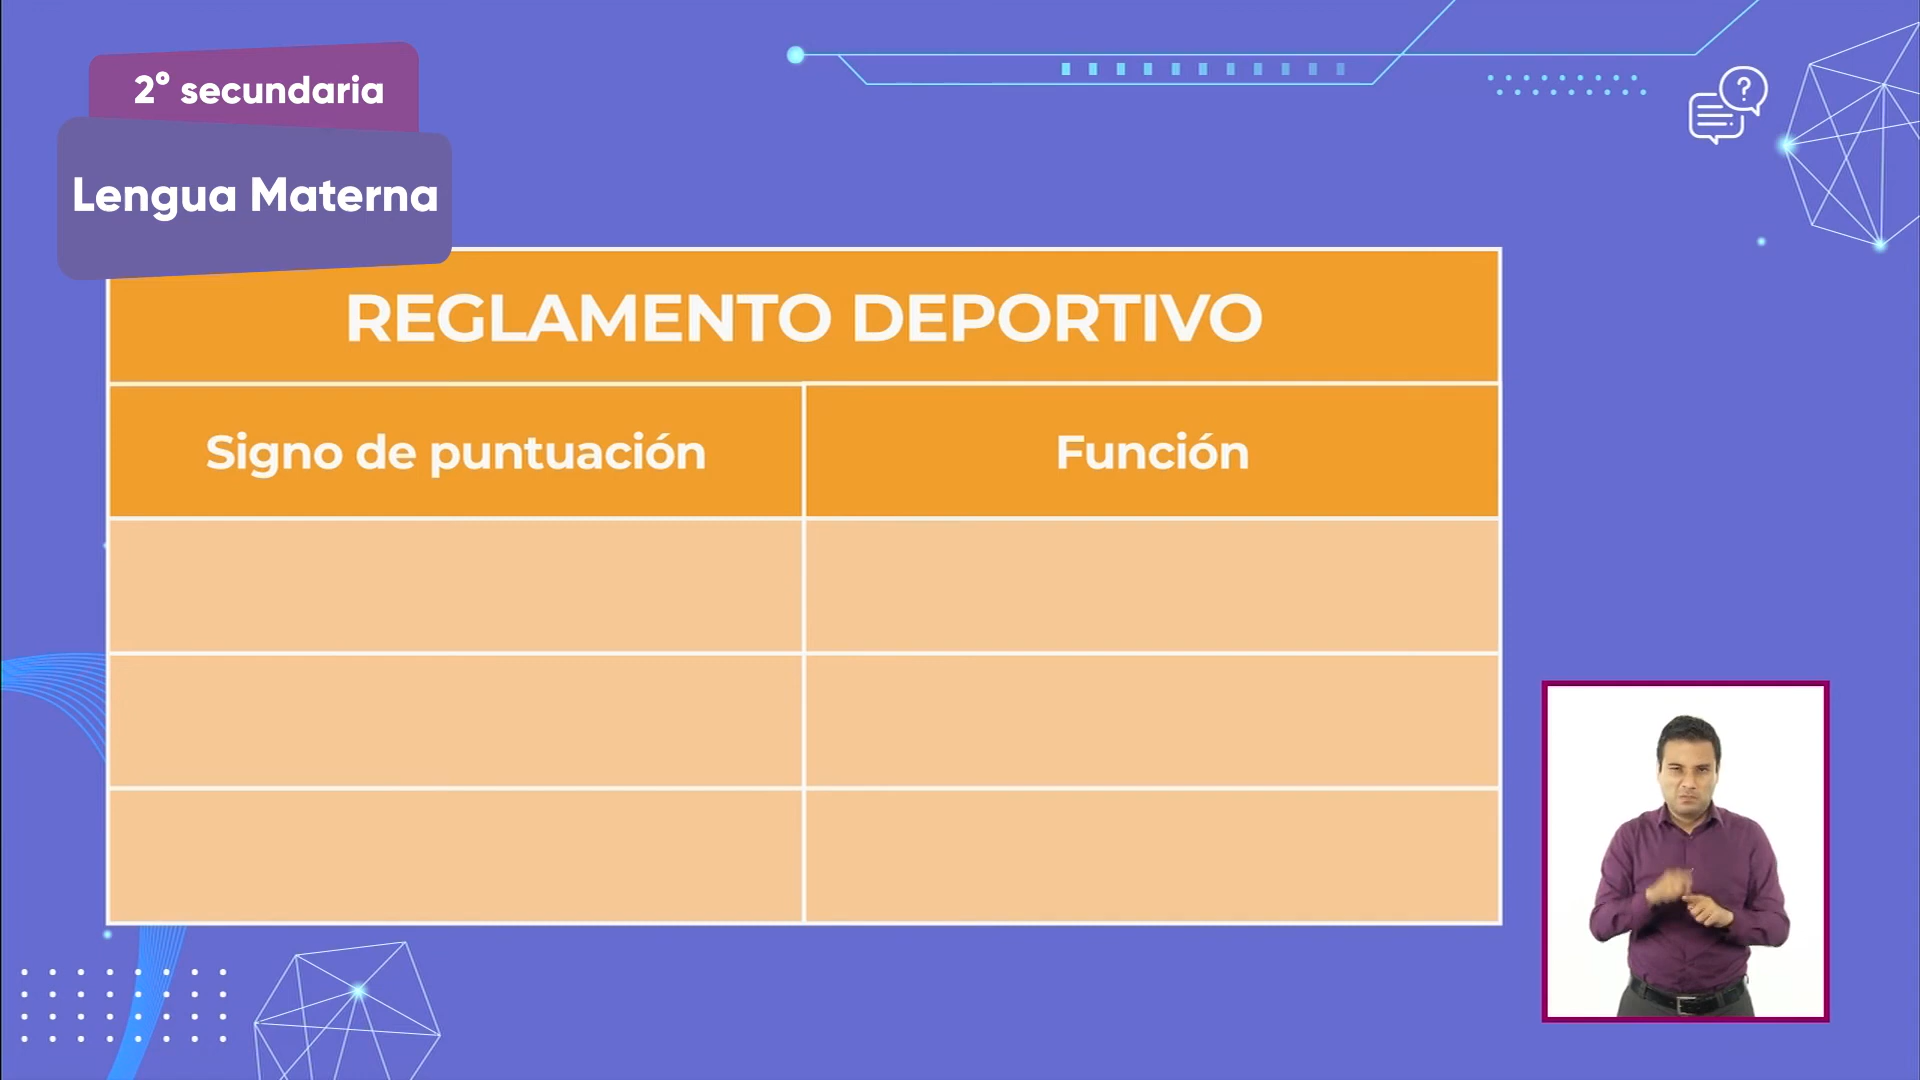 2° secundaria
Lengua Materna
REGLAMENTO DEPORTIVO
Signo de puntuación
Función